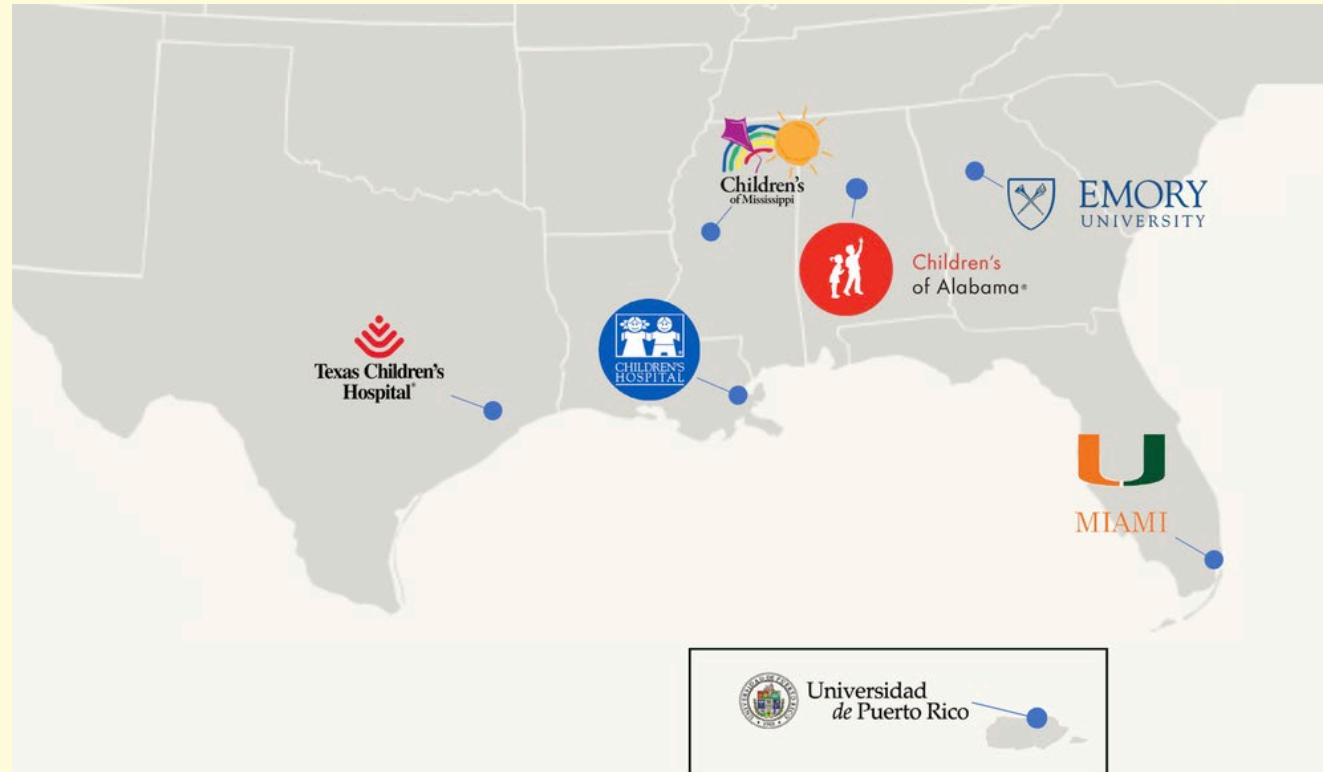 Children's
of Mississippi
EMORY
UNIVERSITY
Children's
of Alabama®
CHILDREN'S
HOSPITAL
Texas Children's
Hospital®
MIAMI
Universidad
de Puerto Rico